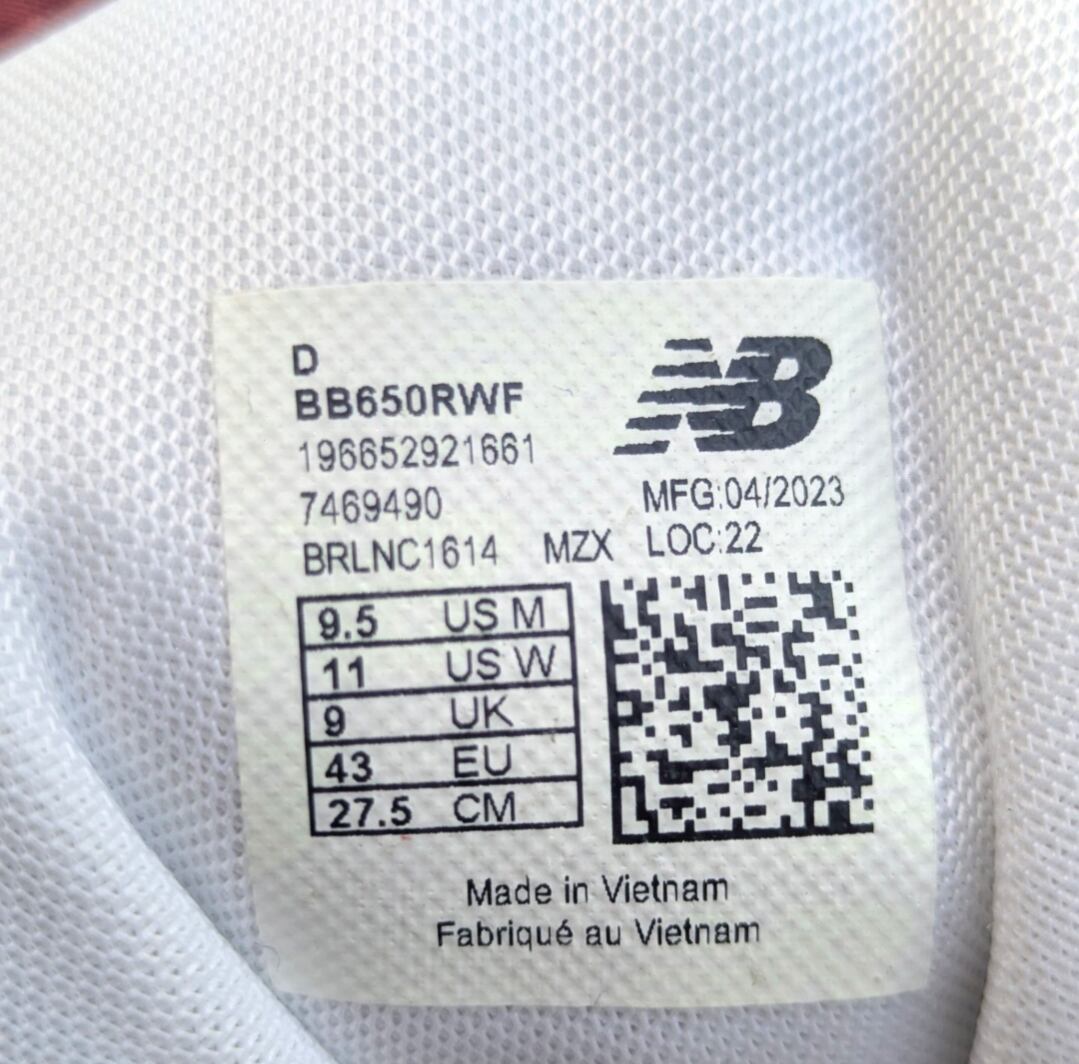 D
BB650RWF
196652921661
7469490
BRLNC1614 MZX
NB
MFG:04/2023
LOC:22
9.5 US M
11 US W
9 UK
43 EU
27.5 CM
Made in Vietnam
Fabriqué au Vietnam